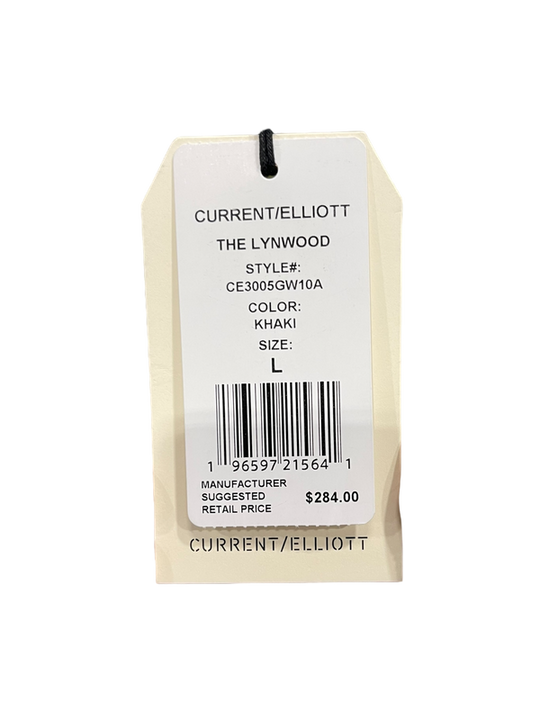 CURRENT/ELLIOTT
THE LYNWOOD
STYLE#:
CE3005GW10A
COLOR:
KHAKI
SIZE:
L
1 96597 21564 1
MANUFACTURER
SUGGESTED
RETAIL PRICE
$284.00
CURRENT/ELLIOTT